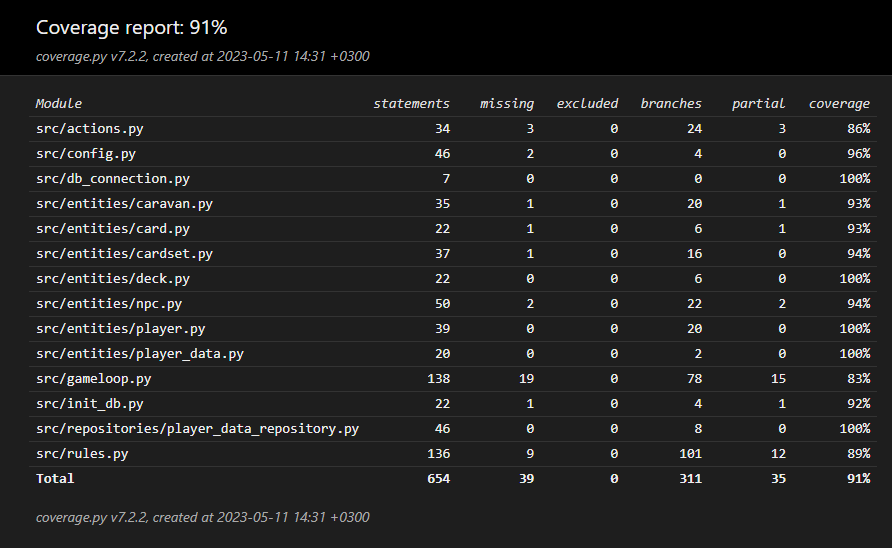 Coverage report: 91%
coverage.py v7.2.2, created at 2023-05-11 14:31 +0300
Module statements missing excluded branches partial coverage
src/actions.py 34 3 0 24 3 86%
src/config.py 46 2 0 4 0 96%
src/db_connection.py 7 0 0 0 0 100%
src/entities/caravan.py 35 1 0 20 1 93%
src/entities/card.py 22 1 0 6 1 93%
src/entities/cardset.py 37 1 0 16 0 94%
src/entities/deck.py 22 0 0 6 0 100%
src/entities/npc.py 50 2 0 22 2 94%
src/entities/player.py 39 0 0 20 0 100%
src/entities/player_data.py 20 0 0 2 0 100%
src/gameloop.py 138 19 0 78 15 83%
src/init_db.py 22 1 0 4 1 92%
src/repositories/player_data_repository.py 46 0 0 8 0 100%
src/rules.py 136 9 0 101 12 89%
Total 654 39 0 311 35 91%
coverage.py v7.2.2, created at 2023-05-11 14:31 +0300